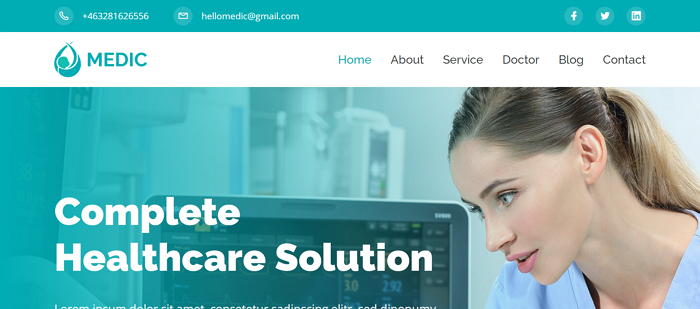 +463281626556 hellomedic@gmail.com
MEDIC Home About Service Doctor Blog Contact
Complete
Healthcare Solution
Lorem ipsum dolor sit amet, consetetur sadipscing elitr, sed dinonumy